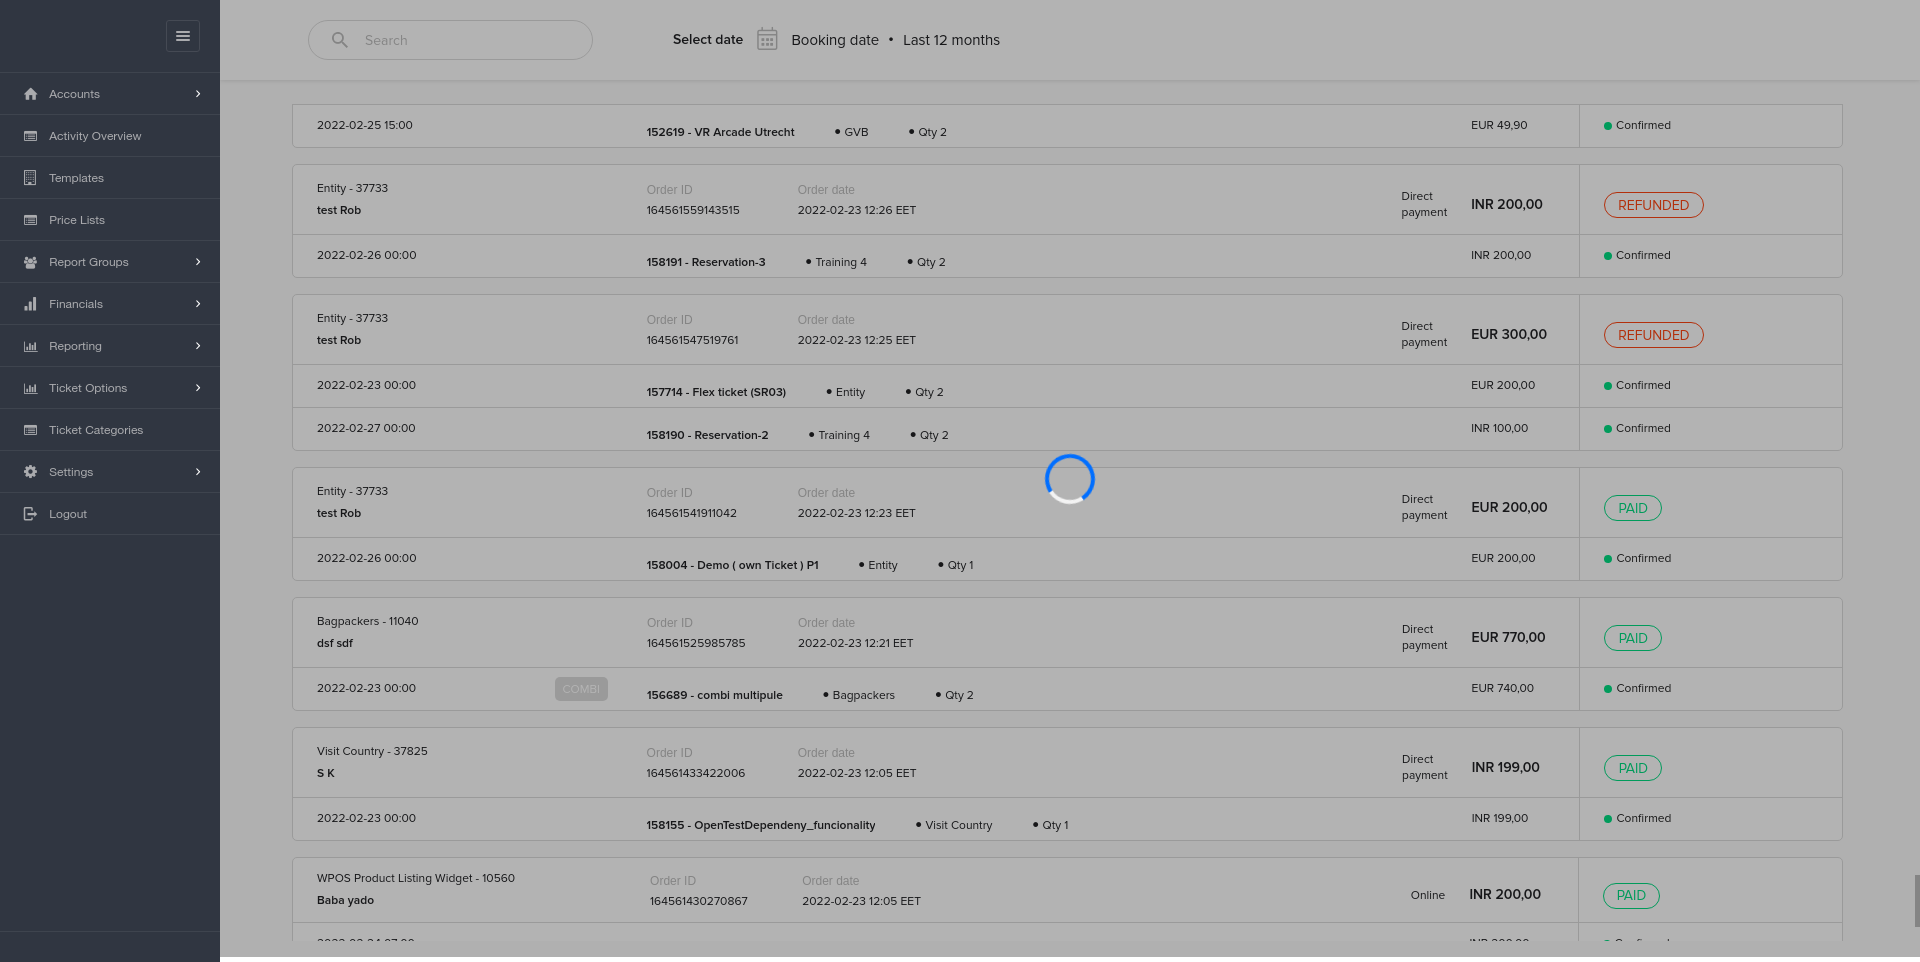 Search
Select date Booking date • Last 12 months
Accounts
Activity Overview
Templates
Price Lists
Report Groups
Financials
Reporting
Ticket Options
Ticket Categories
Settings
Logout
2022-02-25 15:00 152619 - VR Arcade Utrecht • GVB • Qty 2 EUR 49,90 Confirmed
Entity - 37733 Order ID Order date
test Rob 164561559143515 2022-02-23 12:26 EET Direct payment INR 200,00 REFUNDED
2022-02-26 00:00 158191 - Reservation-3 • Training 4 • Qty 2 INR 200,00 Confirmed
Entity - 37733 Order ID Order date
test Rob 164561547519761 2022-02-23 12:25 EET Direct payment EUR 300,00 REFUNDED
2022-02-23 00:00 157714 - Flex ticket (SR03) • Entity • Qty 2 EUR 200,00 Confirmed
2022-02-27 00:00 158190 - Reservation-2 • Training 4 • Qty 2 INR 100,00 Confirmed
Entity - 37733 Order ID Order date
test Rob 164561541911042 2022-02-23 12:23 EET Direct payment EUR 200,00 PAID
2022-02-26 00:00 158004 - Demo ( own Ticket ) P1 • Entity • Qty 1 EUR 200,00 Confirmed
Bagpackers - 11040 Order ID Order date
dsf sdf 164561525985785 2022-02-23 12:21 EET Direct payment EUR 770,00 PAID
2022-02-23 00:00 COMBI 156689 - combi multipule • Bagpackers • Qty 2 EUR 740,00 Confirmed
Visit Country - 37825 Order ID Order date
S K 164561433422006 2022-02-23 12:05 EET Direct payment INR 199,00 PAID
2022-02-23 00:00 158155 - OpenTestDependeny_funcionality • Visit Country • Qty 1 INR 199,00 Confirmed
WPOS Product Listing Widget - 10560 Order ID Order date
Baba yado 164561430270867 2022-02-23 12:05 EET Online INR 200,00 PAID